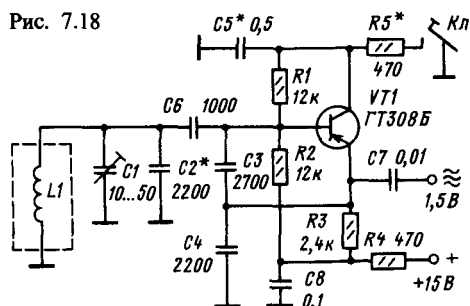 Рис. 7.18
C5* 0,5
R5*
Кл
470
R1
12к
VT1
ГТ308Б
C6 1000
C7 0,01
L1
C1
10...50
C2*
2200
C3
2700
R2
12к
1,5В
C4
2200
R3
2,4к
R4 470
+
+15В
C8
0,1